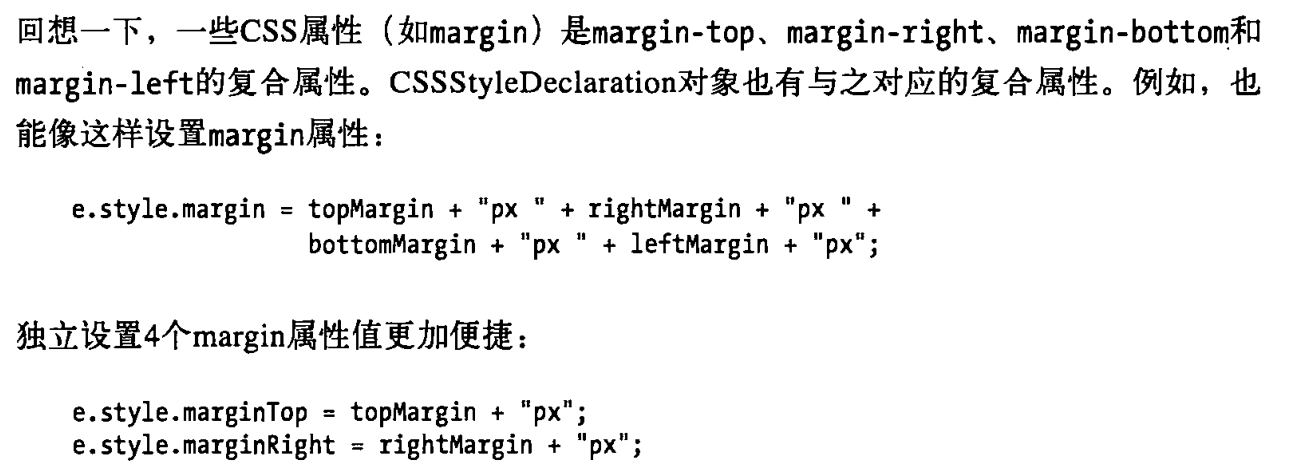 回想一下，一些CSS属性（如margin）是margin-top、margin-right、margin-bottom和
margin-left的复合属性。CSSStyleDeclaration对象也有与之对应的复合属性。例如，也
能像这样设置margin属性：
e.style.margin = topMargin + "px " + rightMargin + "px " +
bottomMargin + "px " + leftMargin + "px";
独立设置4个margin属性值更加便捷：
e.style.marginTop = topMargin + "px";
e.style.marginRight = rightMargin + "px";